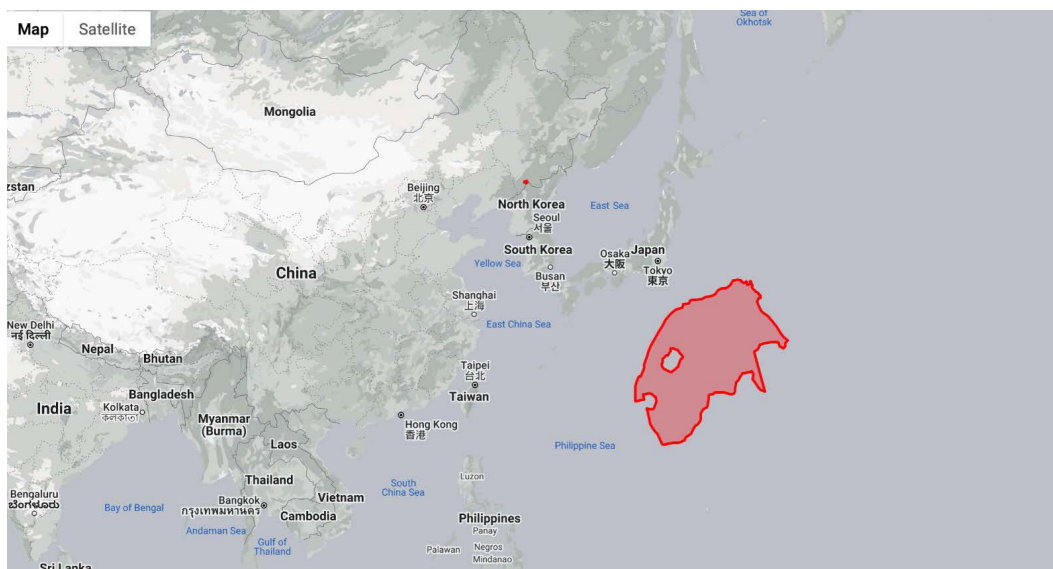 Map
Satellite
Sea of
Okhotsk
Mongolia
zstan
Beijing
北京
North Korea
Seoul
서울
East Sea
South Korea
Osaka
大阪
Japan
Tokyo
東京
Yellow Sea
Busan
부산
China
Shanghai
上海
East China Sea
New Delhi
नई दिल्ली
Nepal
Bhutan
Taipei
台北
Taiwan
Bangladesh
India
Kolkata
কলকাতা
Myanmar
(Burma)
Hong Kong
香港
Laos
Philippine Sea
Luzon
Thailand
South
China Sea
Bengaluru
ಬೆಂಗಳೂರು
Bay of Bengal
Bangkok
กรุงเทพมหานคร
Vietnam
Cambodia
Andaman Sea
Gulf of
Thailand
Philippines
Panay
Palawan
Negros
Mindanao
Sri Lanka